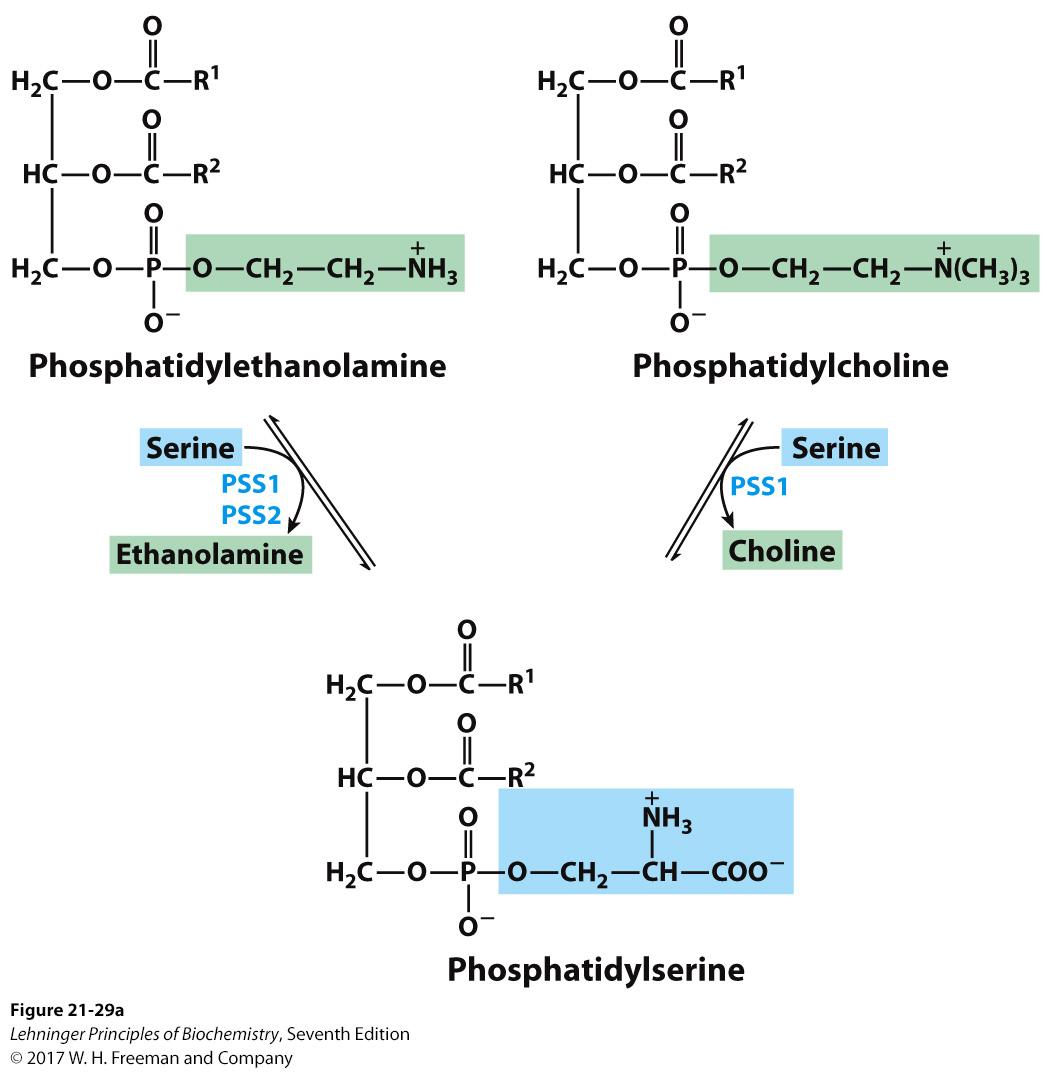 O
H₂C—O—C—R¹
O
HC—O—C—R²
O
H₂C—O—P—O—CH₂—CH₂—N⁺H₃
O⁻
Phosphatidylethanolamine
O
H₂C—O—C—R¹
O
HC—O—C—R²
O
H₂C—O—P—O—CH₂—CH₂—N⁺(CH₃)₃
O⁻
Phosphatidylcholine
Serine
PSS1
PSS2
Ethanolamine
Serine
PSS1
Choline
O
H₂C—O—C—R¹
O
HC—O—C—R²
O
N⁺H₃
H₂C—O—P—O—CH₂—CH—COO⁻
O⁻
Phosphatidylserine
Figure 21-29a
Lehninger Principles of Biochemistry, Seventh Edition
© 2017 W. H. Freeman and Company